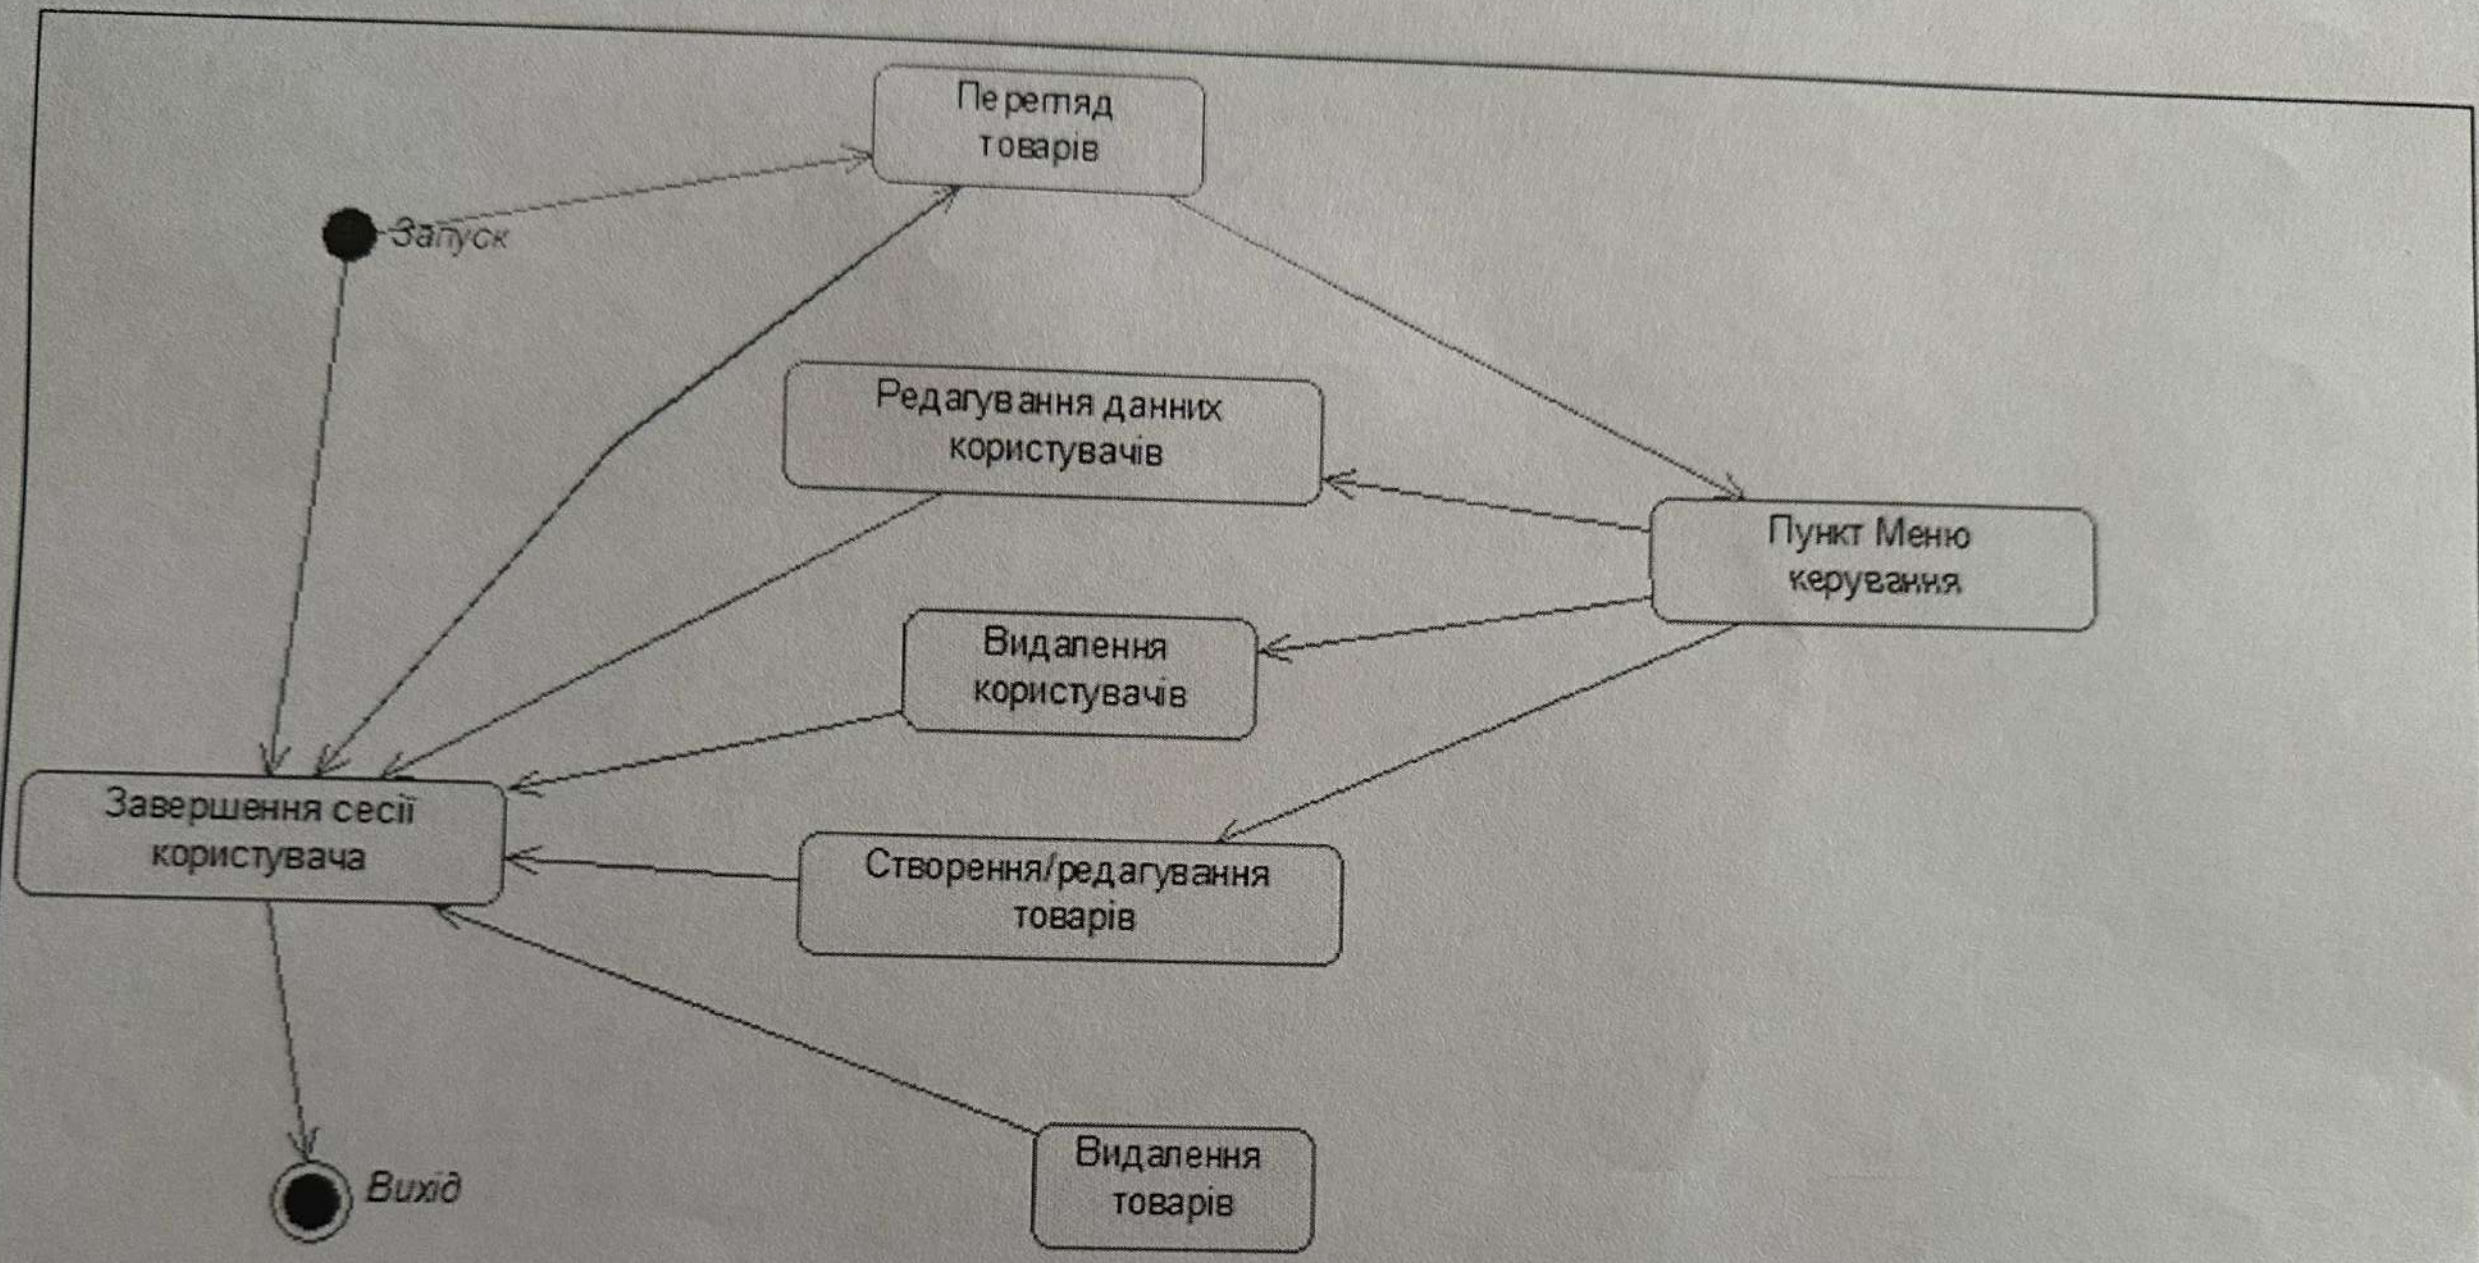 Перегляд
товарів
Запуск
Редагування данних
користувачів
Пункт Меню
керування
Видалення
користувачів
Завершення сесії
користувача
Створення/редагування
товарів
Видалення
товарів
Вихід